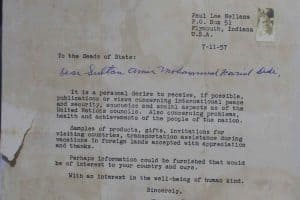 Paul Lee Wellans
P.O. Box 51
Plymouth, Indiana
U.S.A.
7-11-57
To the Heads of State:
Dear Sultan Amir Mohammad Farid Didi,
It is a personal desire to receive, if possible,
publications or views concerning international peace
and security, economic and social aspects as of the
United Nations councils. Also concerning problems,
health and achievements of the people of the nation.
Samples of products, gifts, invitations for
visiting countries, transportation assistance during
vacations in foreign lands accepted with appreciation
and thanks.
Perhaps information could be furnished that would
be of interest to your country and ours.
With an interest in the well-being of human kind.
Sincerely,